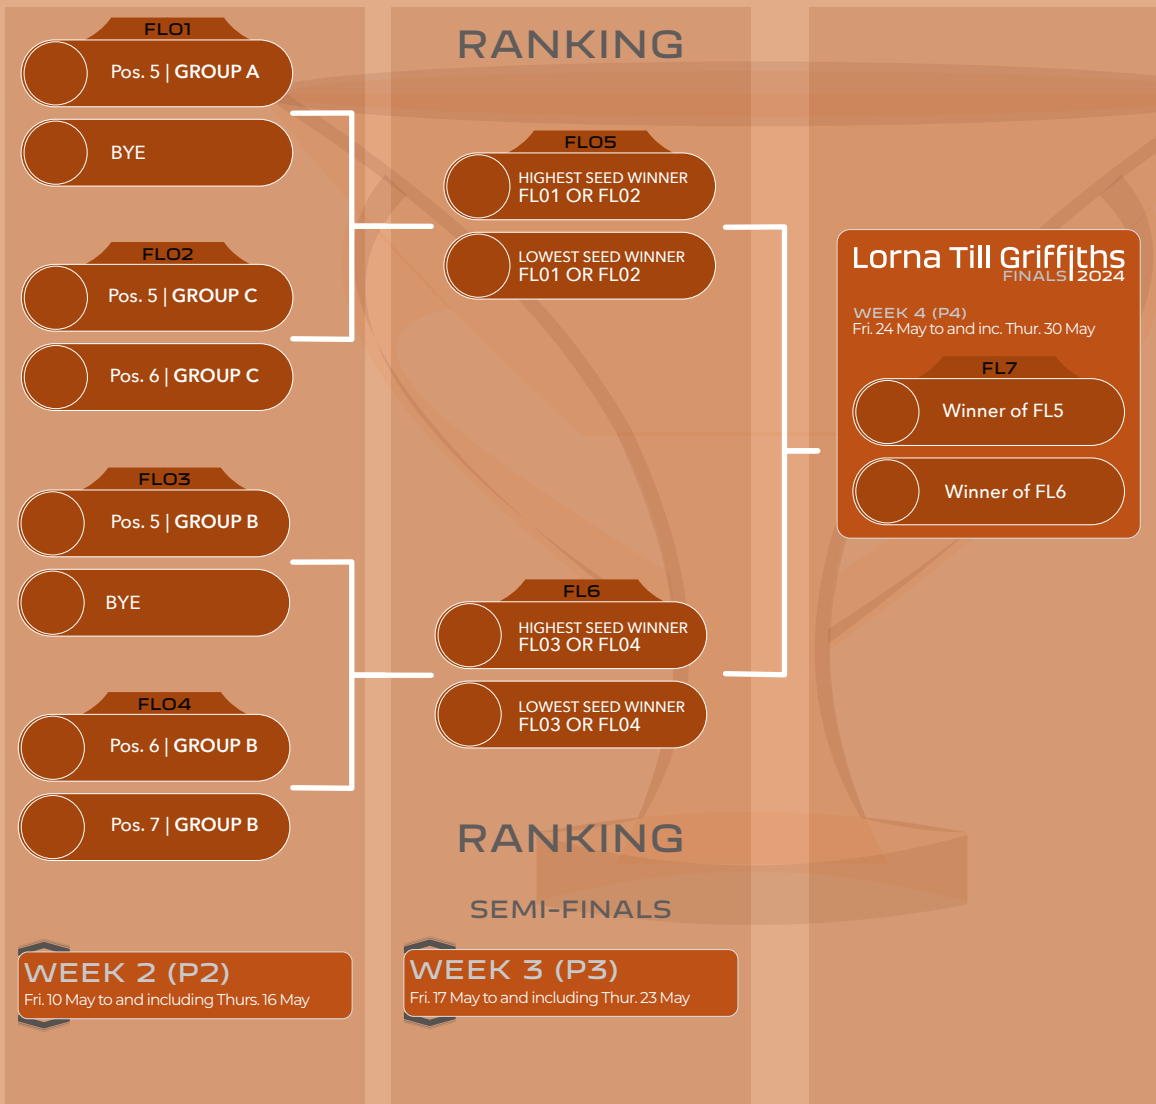 FL01
Pos. 5 | GROUP A
BYE
FL02
Pos. 5 | GROUP C
Pos. 6 | GROUP C
FL03
Pos. 5 | GROUP B
BYE
FL04
Pos. 6 | GROUP B
Pos. 7 | GROUP B
WEEK 2 (P2)
Fri. 10 May to and including Thurs. 16 May
RANKING
FL05
HIGHEST SEED WINNER
FL01 OR FL02
LOWEST SEED WINNER
FL01 OR FL02
FL6
HIGHEST SEED WINNER
FL03 OR FL04
LOWEST SEED WINNER
FL03 OR FL04
RANKING
SEMI-FINALS
WEEK 3 (P3)
Fri. 17 May to and including Thur. 23 May
Lorna Till Griffiths
FINALS 2024
WEEK 4 (P4)
Fri. 24 May to and inc. Thur. 30 May
FL7
Winner of FL5
Winner of FL6